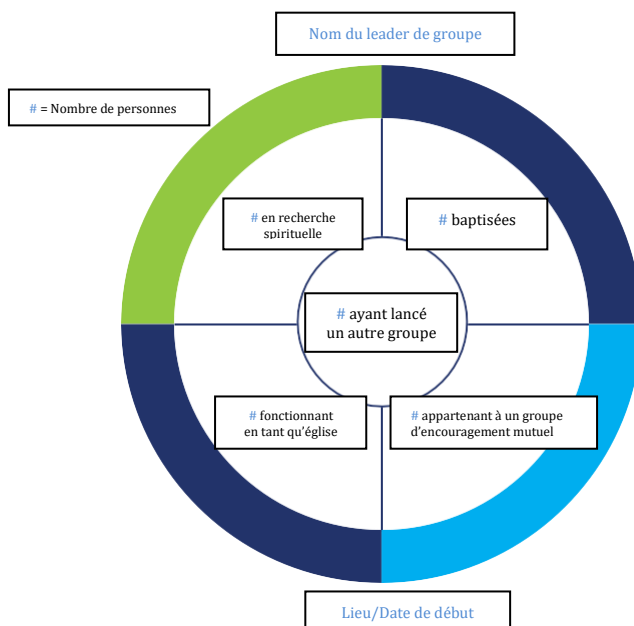 Nom du leader de groupe
# = Nombre de personnes
# en recherche
spirituelle
# baptisées
# ayant lancé
un autre groupe
# fonctionnant
en tant qu’église
# appartenant à un groupe
d’encouragement mutuel
Lieu/Date de début